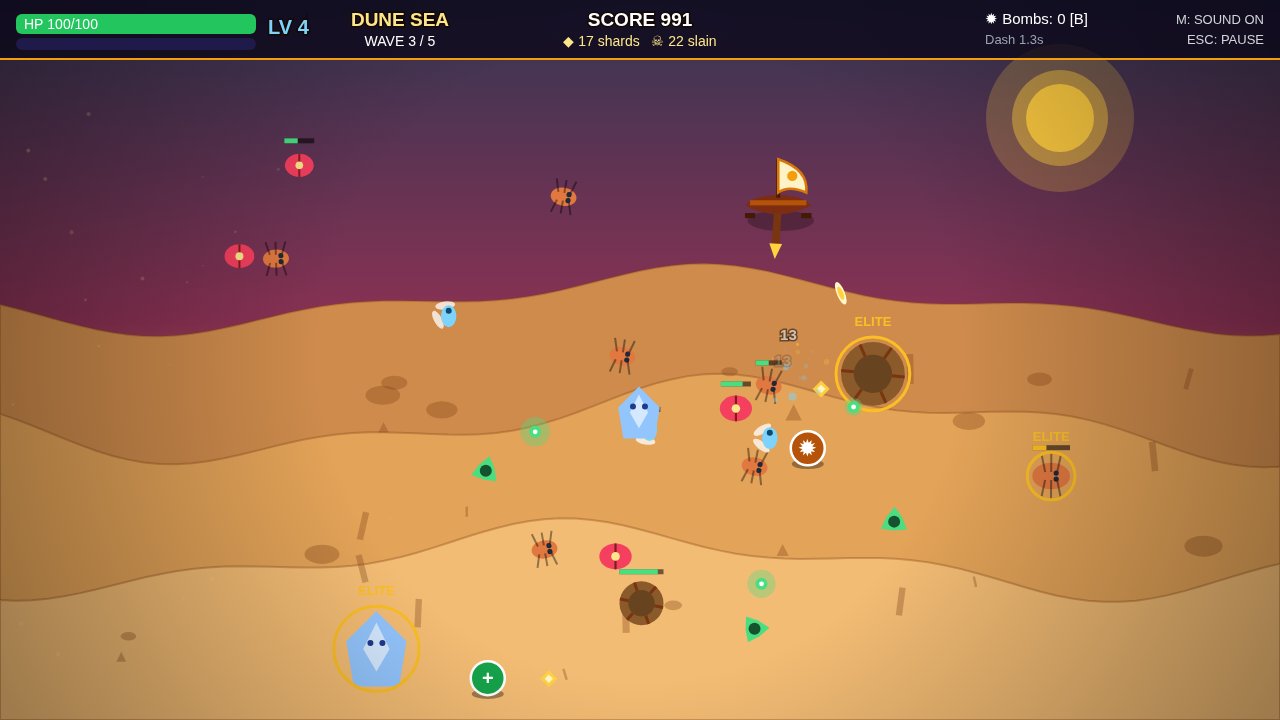 HP 100/100
LV 4
DUNE SEA
WAVE 3 / 5
SCORE 991
17 shards
22 slain
Bombs: 0 [B]
Dash 1.3s
M: SOUND ON
ESC: PAUSE
13
13
ELITE
ELITE
ELITE